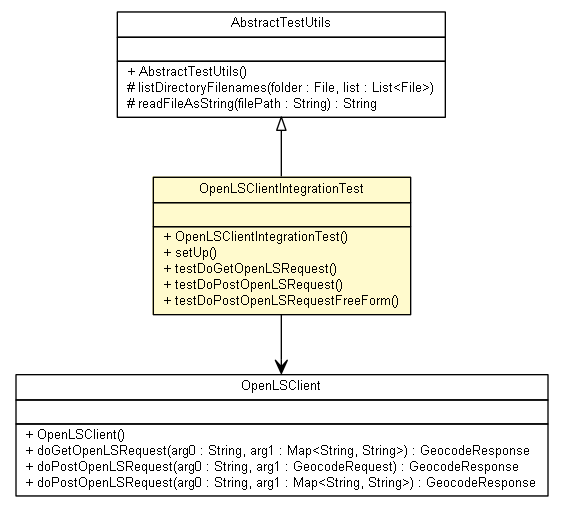 AbstractTestUtils
+ AbstractTestUtils()
# listDirectoryFilenames(folder : File, list : List<File>)
# readFileAsString(filePath : String) : String
OpenLSClientIntegrationTest
+ OpenLSClientIntegrationTest()
+ setUp()
+ testDoGetOpenLSRequest()
+ testDoPostOpenLSRequest()
+ testDoPostOpenLSRequestFreeForm()
OpenLSClient
+ OpenLSClient()
+ doGetOpenLSRequest(arg0 : String, arg1 : Map<String, String>) : GeocodeResponse
+ doPostOpenLSRequest(arg0 : String, arg1 : GeocodeRequest) : GeocodeResponse
+ doPostOpenLSRequest(arg0 : String, arg1 : Map<String, String>) : GeocodeResponse